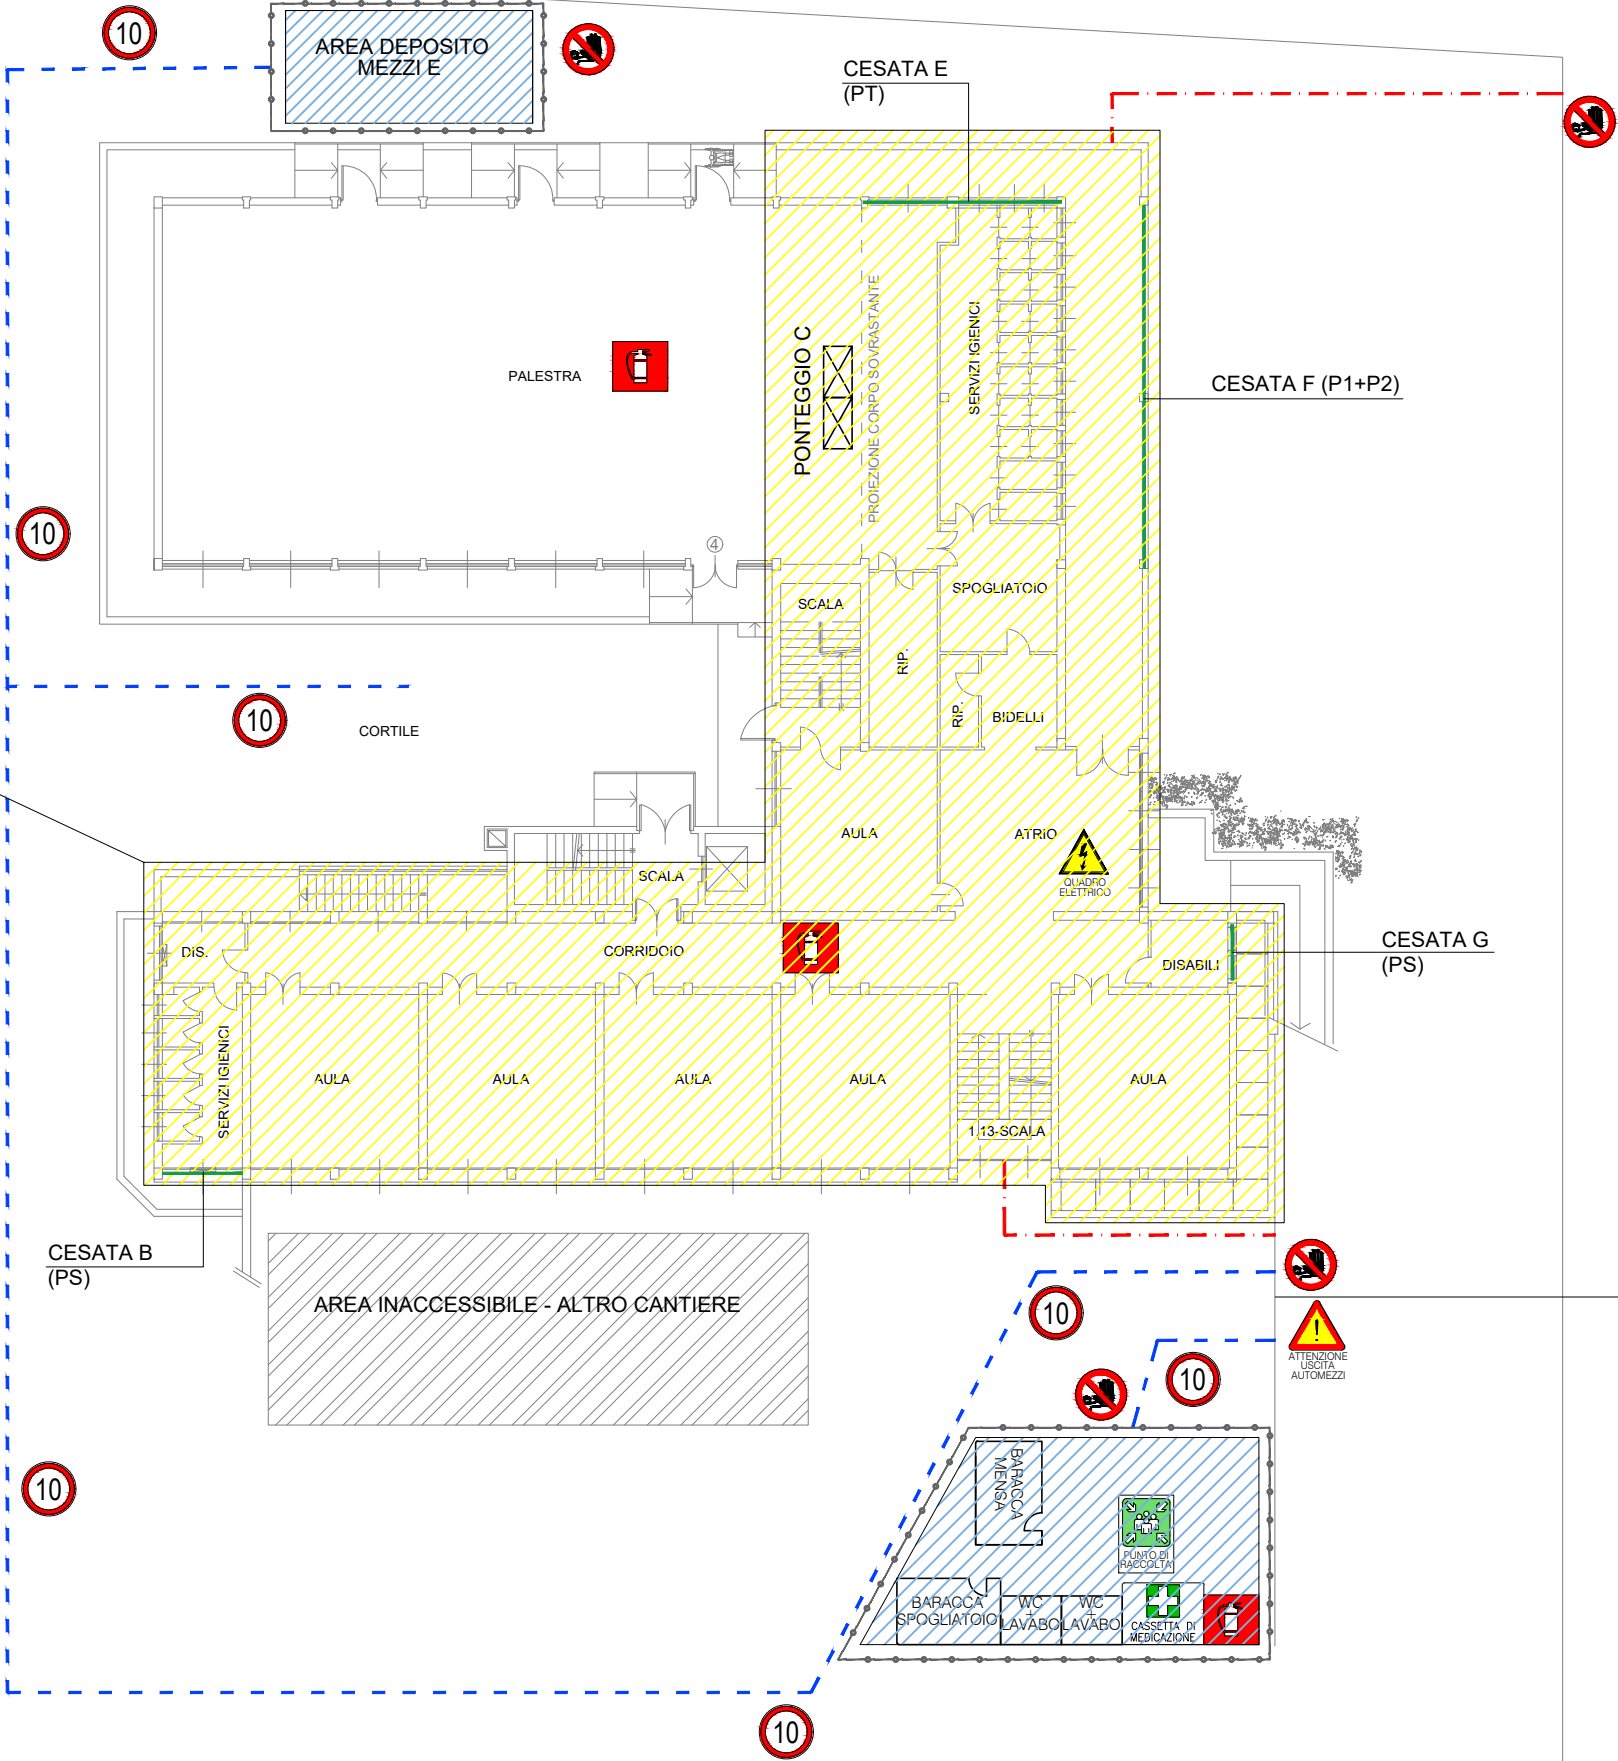 10
AREA DEPOSITO
MEZZI E
CESATA E
(PT)
PALESTRA
PONTEGGIO C
PROIEZIONE CORPO SOVRASTANTE
SERVIZI IGIENICI
CESATA F (P1+P2)
10
4
SCALA
SPOGLIATOIO
RIP.
RIP.
BIDELLI
10
CORTILE
AULA
ATRIO
QUADRO
ELETTRICO
SCALA
DIS.
CORRIDOIO
DISABILI
CESATA G
(PS)
SERVIZI IGIENICI
AULA
AULA
AULA
AULA
1.13-SCALA
AULA
CESATA B
(PS)
AREA INACCESSIBILE - ALTRO CANTIERE
10
ATTENZIONE
USCITA
AUTOMEZZI
10
10
BARACCA
MENSA
PUNTO DI
RACCOLTA
BARACCA
SPOGLIATOIO
WC
+
LAVABO
WC
+
LAVABO
CASSETTA DI
MEDICAZIONE
10